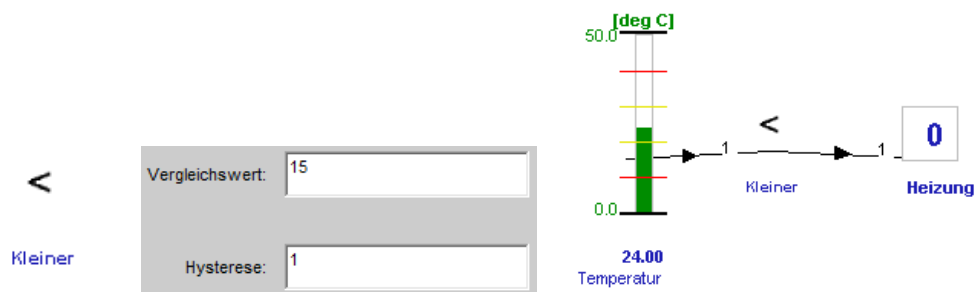 <
Kleiner
Vergleichswert: 15
Hysterese: 1
[deg C]
50.0
0.0
24.00
Temperatur
1
<
Kleiner
1
0
Heizung